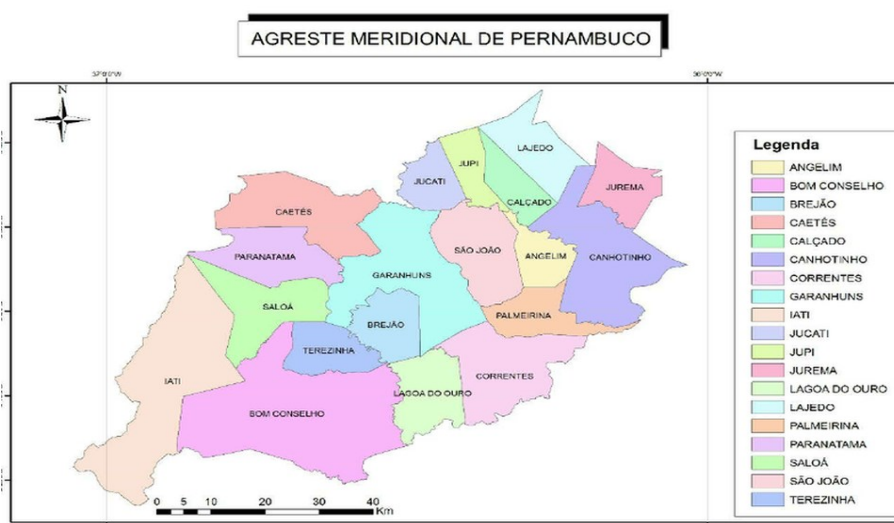 AGRESTE MERIDIONAL DE PERNAMBUCO
36°0'0"W
N
LAJEDO
JUPI
JUCATI
JUREMA
CALÇADO
CAETÉS
SÃO JOÃO
PARANATAMA
ANGELIM
CANHOTINHO
GARANHUNS
SALOÁ
PALMEIRINA
BREJÃO
TEREZINHA
CORRENTES
IATI
LAGOA DO OURO
BOM CONSELHO
0 5 10 20 30 40
Km
Legenda
ANGELIM
BOM CONSELHO
BREJÃO
CAETÉS
CALÇADO
CANHOTINHO
CORRENTES
GARANHUNS
IATI
JUCATI
JUPI
JUREMA
LAGOA DO OURO
LAJEDO
PALMEIRINA
PARANATAMA
SALOÁ
SÃO JOÃO
TEREZINHA